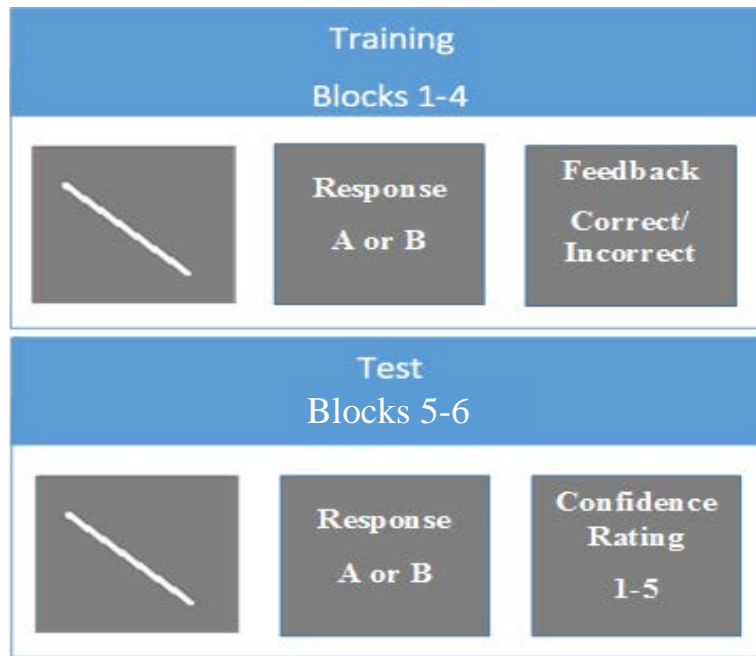 Training
Blocks 1-4
Response
A or B
Feedback
Correct/
Incorrect
Test
Blocks 5-6
Response
A or B
Confidence
Rating
1-5